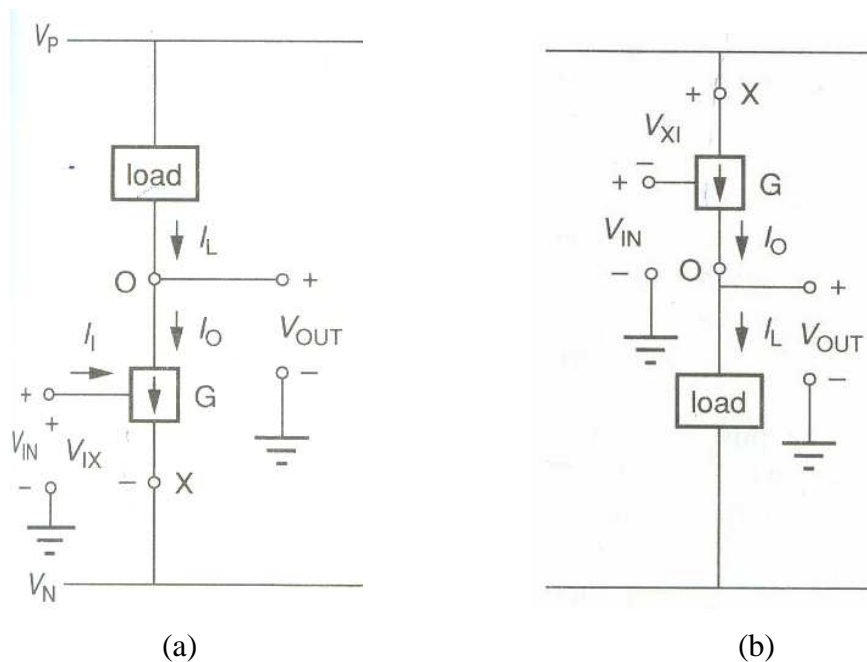 V_P
load
I_L
O
+
I_I
I_O
V_OUT
+
G
−
+
V_IN
V_IX
−
−
X
V_N
(a)
+
X
V_XI
−
+
G
V_IN
I_O
−
O
+
I_L
V_OUT
load
−
(b)